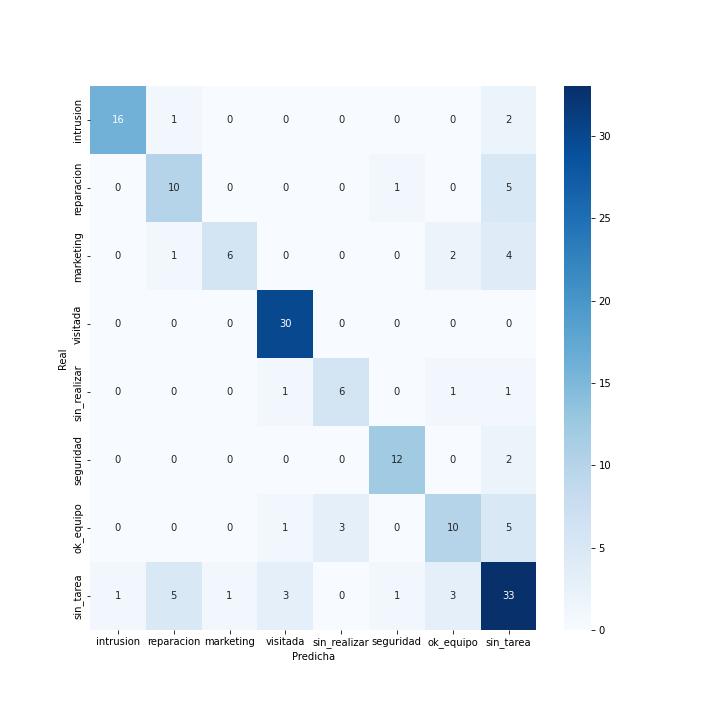 intrusion 16 1 0 0 0 0 0 2
reparacion 0 10 0 0 0 1 0 5
marketing 0 1 6 0 0 0 2 4
visitada 0 0 0 30 0 0 0 0
sin_realizar 0 0 0 1 6 0 1 1
seguridad 0 0 0 0 0 12 0 2
ok_equipo 0 0 0 1 3 0 10 5
sin_tarea 1 5 1 3 0 1 3 33
Real
intrusion reparacion marketing visitada sin_realizar seguridad ok_equipo sin_tarea
Predicha
30
25
20
15
10
5
0